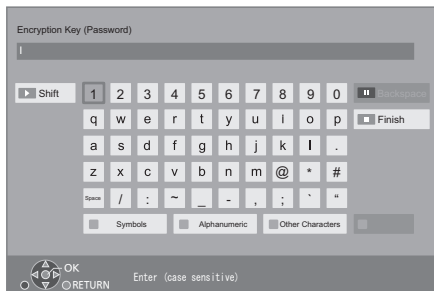 Encryption Key (Password)
Shift
1 2 3 4 5 6 7 8 9 0
Backspace
q w e r t y u i o p
Finish
a s d f g h j k l .
z x c v b n m @ * #
Space / : ~ _ - , ; ` "
Symbols Alphanumeric Other Characters
OK
RETURN
Enter (case sensitive)